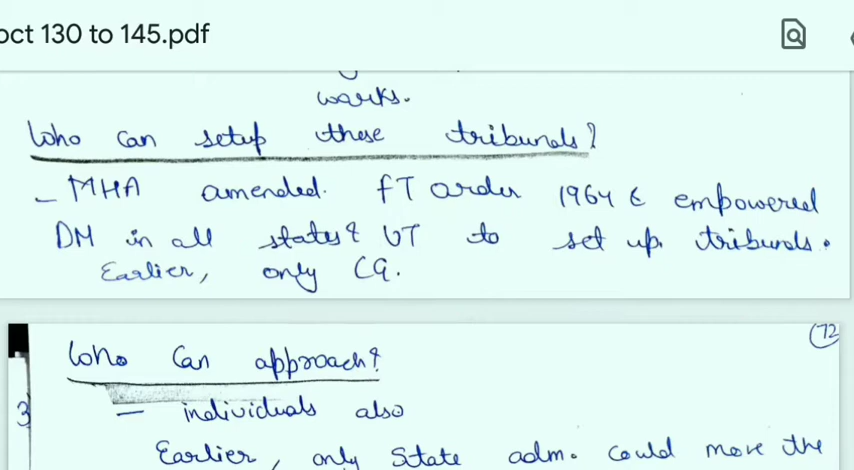 oct 130 to 145.pdf
works.
Who can setup these tribunals?
- MHA amended. FT order 1964 & empowered
DM in all states & UT to set up tribunals.
Earlier, only CG.
72
Who can approach?
3
- individuals also
Earlier, only State adm. could move the